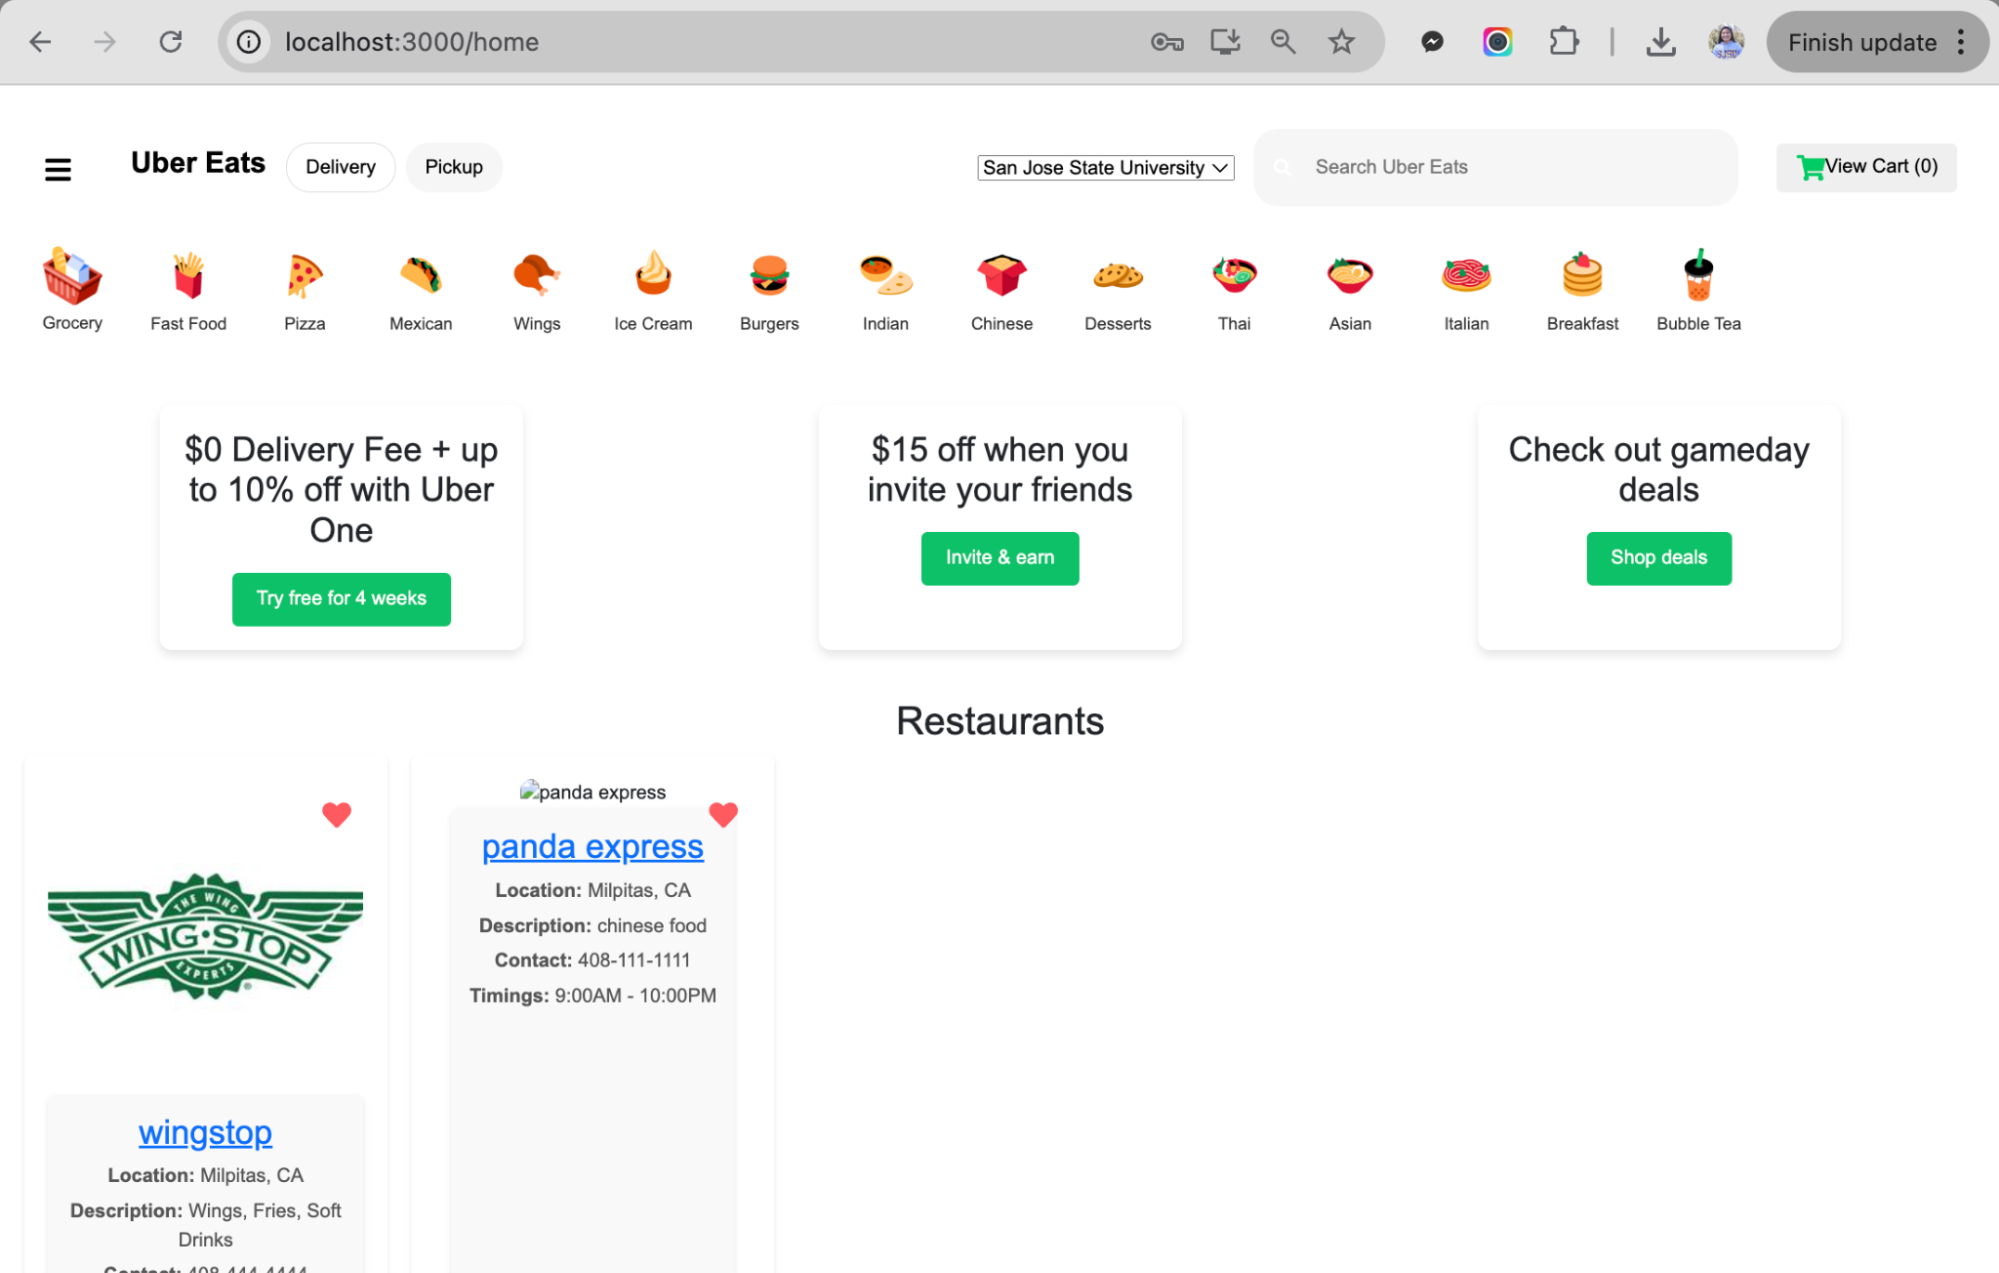 localhost:3000/home
Finish update
Uber Eats
Delivery
Pickup
San Jose State University
Search Uber Eats
View Cart (0)
Grocery
Fast Food
Pizza
Mexican
Wings
Ice Cream
Burgers
Indian
Chinese
Desserts
Thai
Asian
Italian
Breakfast
Bubble Tea
$0 Delivery Fee + up
to 10% off with Uber
One
Try free for 4 weeks
$15 off when you
invite your friends
Invite & earn
Check out gameday
deals
Shop deals
Restaurants
THE WING
WING·STOP
EXPERTS
®
wingstop
Location: Milpitas, CA
Description: Wings, Fries, Soft
Drinks
Contact: 408-444-4444
panda express
panda express
Location: Milpitas, CA
Description: chinese food
Contact: 408-111-1111
Timings: 9:00AM - 10:00PM